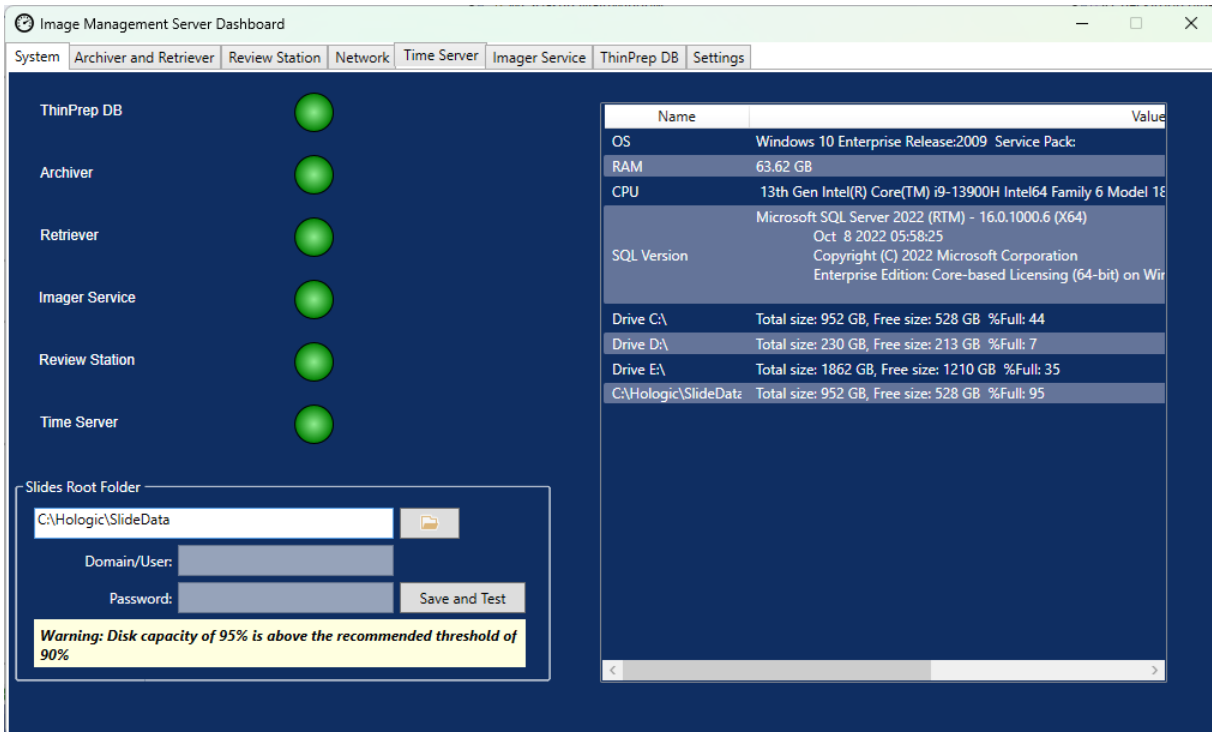 Image Management Server Dashboard
System Archiver and Retriever Review Station Network Time Server Imager Service ThinPrep DB Settings
ThinPrep DB
Archiver
Retriever
Imager Service
Review Station
Time Server
Slides Root Folder
C:\Hologic\SlideData
Domain/User:
Password:
Save and Test
Warning: Disk capacity of 95% is above the recommended threshold of
90%
Name Value
OS Windows 10 Enterprise Release:2009 Service Pack:
RAM 63.62 GB
CPU 13th Gen Intel(R) Core(TM) i9-13900H Intel64 Family 6 Model 18
SQL Version
Microsoft SQL Server 2022 (RTM) - 16.0.1000.6 (X64)
Oct 8 2022 05:58:25
Copyright (C) 2022 Microsoft Corporation
Enterprise Edition: Core-based Licensing (64-bit) on Wir
Drive C:\ Total size: 952 GB, Free size: 528 GB %Full: 44
Drive D:\ Total size: 230 GB, Free size: 213 GB %Full: 7
Drive E:\ Total size: 1862 GB, Free size: 1210 GB %Full: 35
C:\Hologic\SlideData Total size: 952 GB, Free size: 528 GB %Full: 95